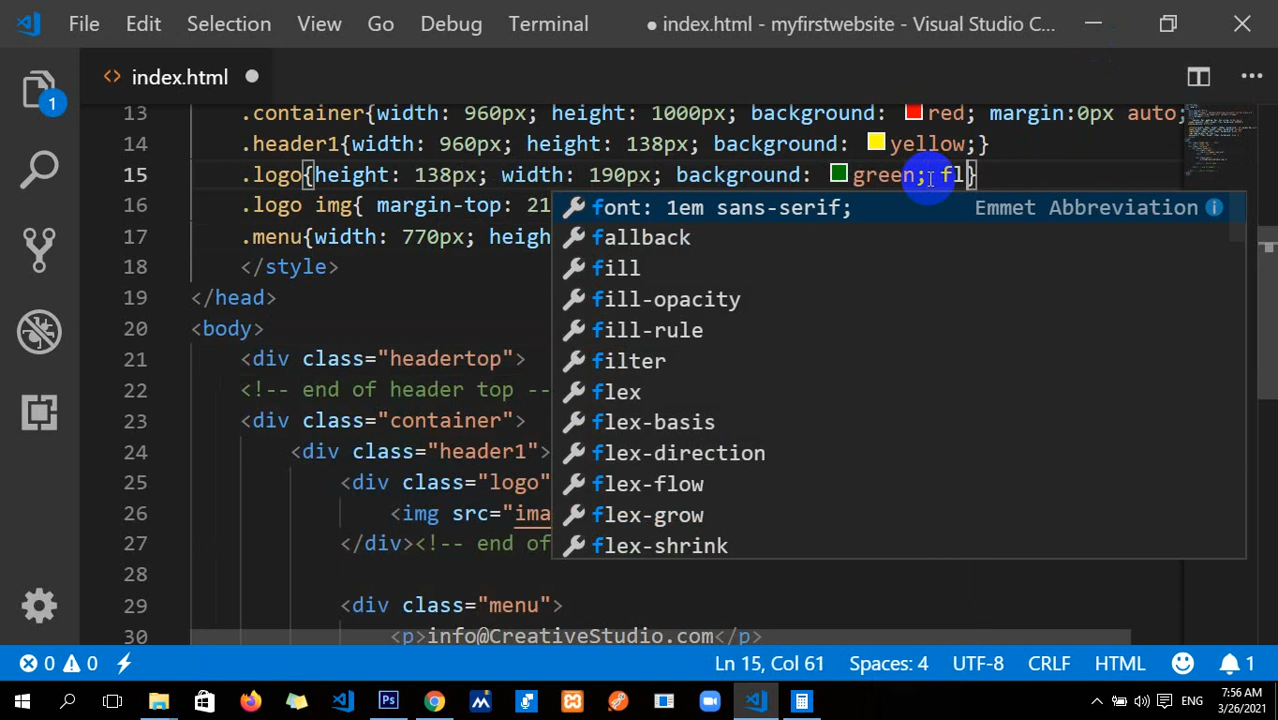 File Edit Selection View Go Debug Terminal ● index.html - myfirstwebsite - Visual Studio C...
<> index.html
1
13 .container{width: 960px; height: 1000px; background: red; margin:0px auto;
14 .header1{width: 960px; height: 138px; background: yellow;}
15 .logo{height: 138px; width: 190px; background: green; fl}
16 .logo img{ margin-top: 21
17 .menu{width: 770px; heigh
18 </style>
19 </head>
20 <body>
21 <div class="headertop">
22 <!-- end of header top --
23 <div class="container">
24 <div class="header1">
25 <div class="logo"
26 <img src="ima
27 </div><!-- end of
28
29 <div class="menu">
30 <p>info@CreativeStudio.com</p>
font: 1em sans-serif; Emmet Abbreviation
fallback
fill
fill-opacity
fill-rule
filter
flex
flex-basis
flex-direction
flex-flow
flex-grow
flex-shrink
0 0 Ln 15, Col 61 Spaces: 4 UTF-8 CRLF HTML 1
Ps ENG 7:56 AM
3/26/2021